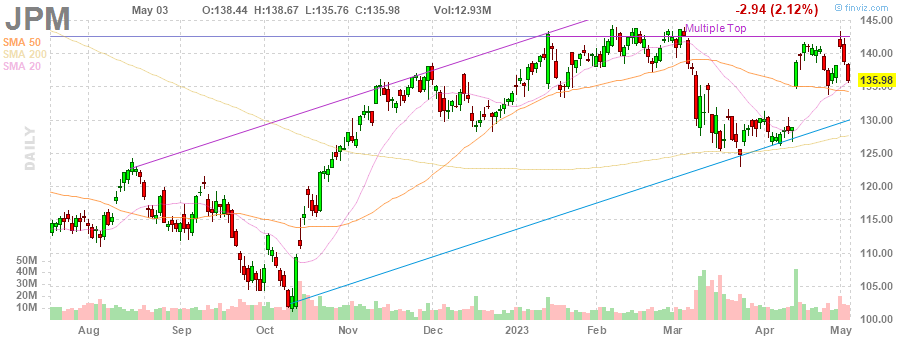 JPM May 03 O:138.44 H:138.67 L:135.76 C:135.98 Vol:12.93M -2.94 (2.12%)
© finviz.com
SMA 50
SMA 200
SMA 20
DAILY
Multiple Top
145.00
140.00
135.98
135.00
130.00
125.00
120.00
115.00
110.00
105.00
100.00
50M
40M
30M
20M
10M
Aug Sep Oct Nov Dec 2023 Feb Mar Apr May